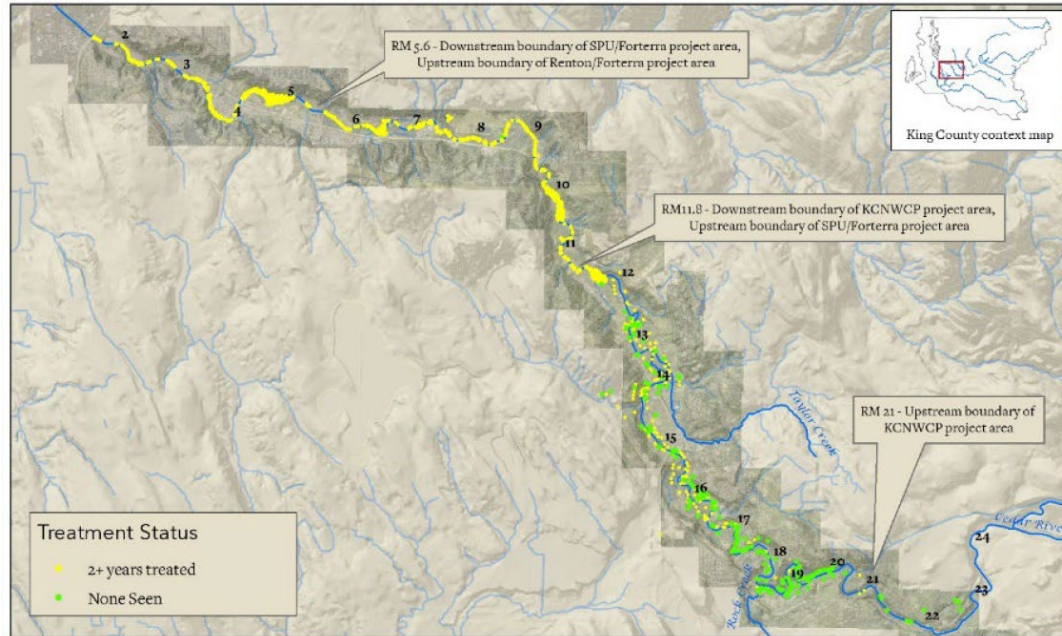 2
3
RM 5.6 - Downstream boundary of SPU/Forterra project area,
Upstream boundary of Renton/Forterra project area
King County context map
4
5
6
7
8
9
10
RM11.8 - Downstream boundary of KCNWCP project area,
Upstream boundary of SPU/Forterra project area
11
12
13
14
Taylor Creek
RM 21 - Upstream boundary of
KCNWCP project area
15
16
17
Cedar River
24
18
19
20
21
22
23
Rock Creek
Treatment Status
2+ years treated
None Seen